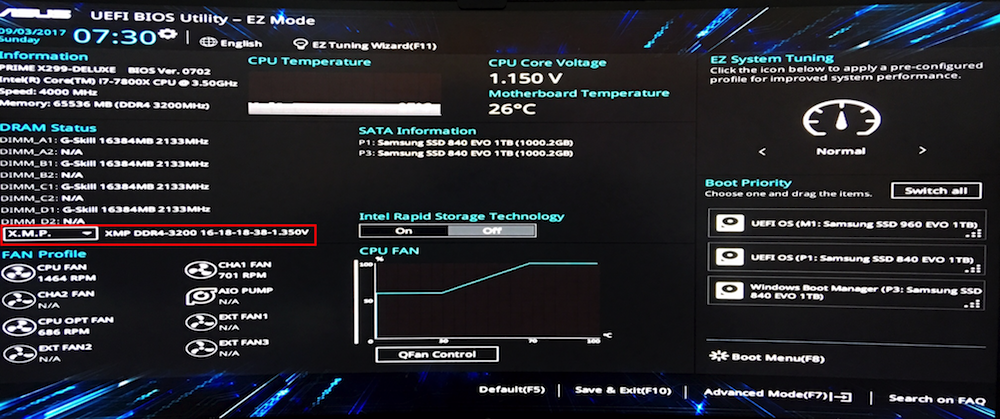 ASUS UEFI BIOS Utility – EZ Mode
09/03/2017
Sunday
07:30
English
EZ Tuning Wizard(F11)
Information
PRIME X299-DELUXE BIOS Ver. 0702
Intel(R) Core(TM) i7-7800X CPU @ 3.50GHz
Speed: 4000 MHz
Memory: 65536 MB (DDR4 3200MHz)
CPU Temperature
CPU Core Voltage
1.150 V
Motherboard Temperature
26°C
EZ System Tuning
Click the icon below to apply a pre-configured
profile for improved system performance.
<
Normal
>
DRAM Status
DIMM_A1: G-Skill 16384MB 2133MHz
DIMM_A2: N/A
DIMM_B1: G-Skill 16384MB 2133MHz
DIMM_B2: N/A
DIMM_C1: G-Skill 16384MB 2133MHz
DIMM_C2: N/A
DIMM_D1: G-Skill 16384MB 2133MHz
DIMM_D2: N/A
X.M.P.
XMP DDR4-3200 16-18-18-38-1.350V
SATA Information
P1: Samsung SSD 840 EVO 1TB (1000.2GB)
P3: Samsung SSD 840 EVO 1TB (1000.2GB)
Intel Rapid Storage Technology
On
Off
Boot Priority
Choose one and drag the items.
Switch all
UEFI OS (M1: Samsung SSD 960 EVO 1TB)
UEFI OS (P1: Samsung SSD 840 EVO 1TB)
Windows Boot Manager (P3: Samsung SSD
840 EVO 1TB)
FAN Profile
CPU FAN
1464 RPM
CHA1 FAN
701 RPM
CHA2 FAN
N/A
AIO PUMP
N/A
CPU OPT FAN
686 RPM
EXT FAN1
N/A
EXT FAN2
N/A
EXT FAN3
N/A
CPU FAN
%
100
50
0
30
70
100
°C
QFan Control
Boot Menu(F8)
Default(F5)
Save & Exit(F10)
Advanced Mode(F7)
Search on FAQ